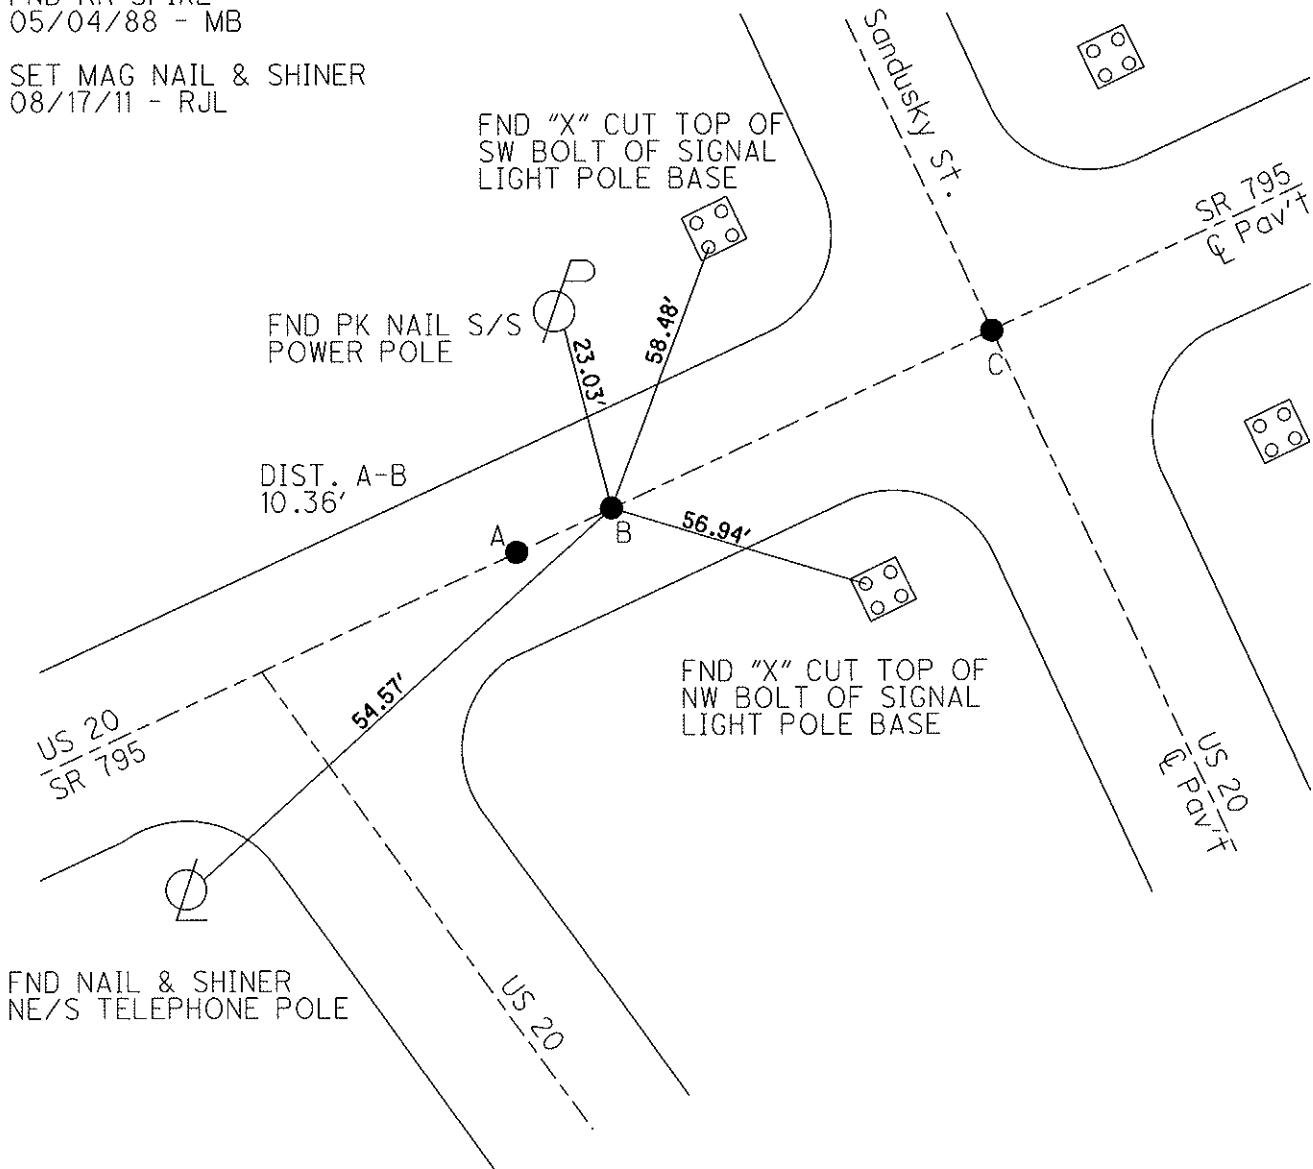 05/04/88 - MB
SET MAG NAIL & SHINER
08/17/11 - RJL
FND "X" CUT TOP OF
SW BOLT OF SIGNAL
LIGHT POLE BASE
Sandusky St.
SR 795
℄ Pav't
FND PK NAIL S/S
POWER POLE
23.03'
58.48'
C
DIST. A-B
10.36'
A
B
56.94'
FND "X" CUT TOP OF
NW BOLT OF SIGNAL
LIGHT POLE BASE
54.57'
US 20
SR 795
US 20
℄ Pav't
FND NAIL & SHINER
NE/S TELEPHONE POLE
US 20